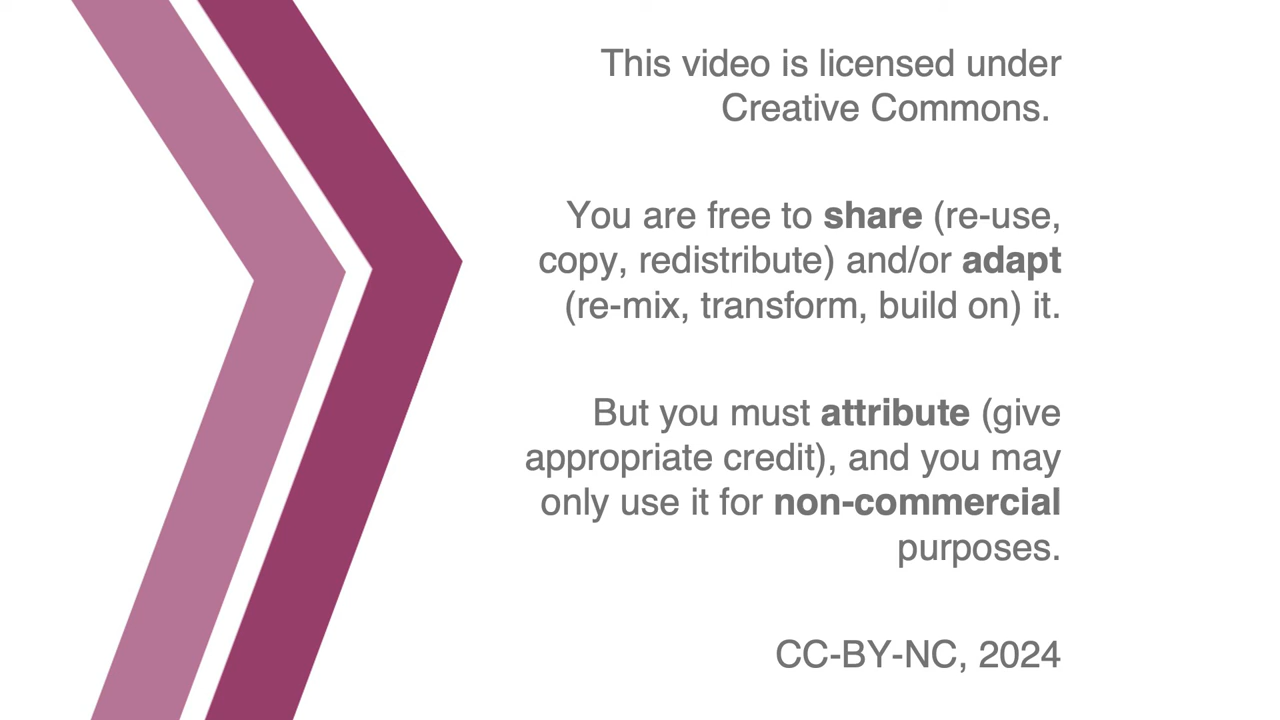 This video is licensed under
Creative Commons.
You are free to share (re-use,
copy, redistribute) and/or adapt
(re-mix, transform, build on) it.
But you must attribute (give
appropriate credit), and you may
only use it for non-commercial
purposes.
CC-BY-NC, 2024